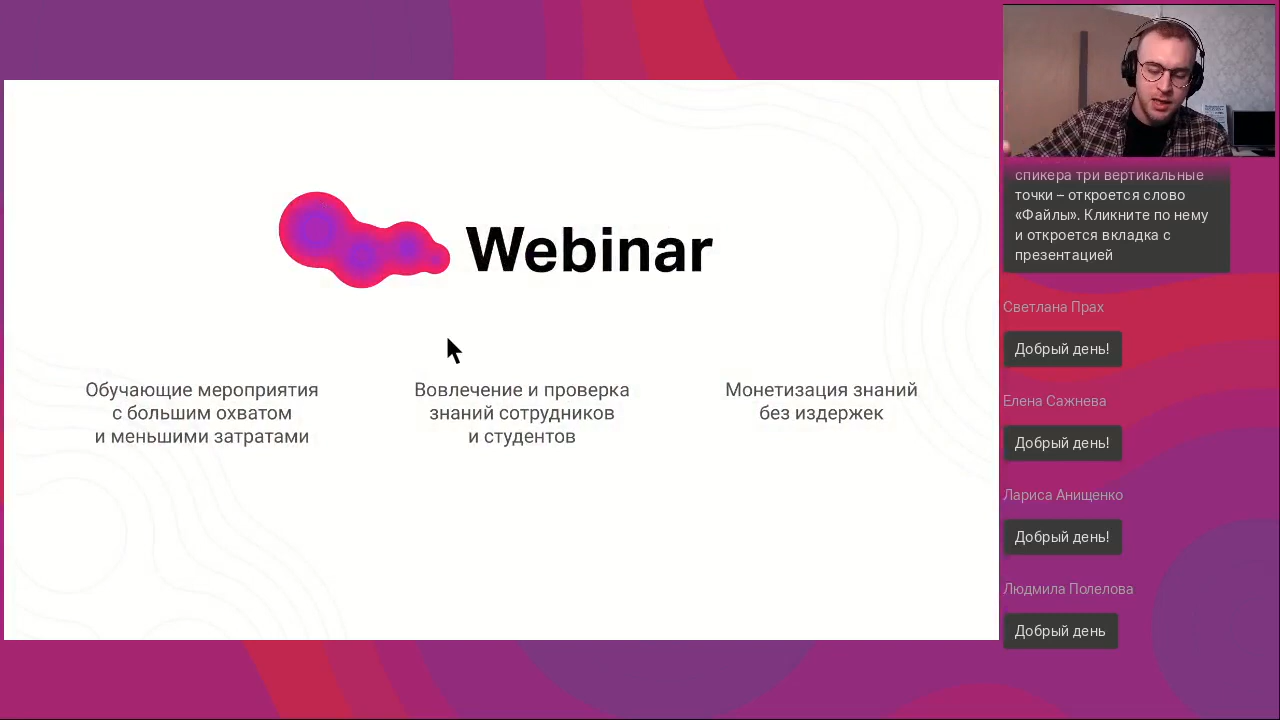 Webinar
Обучающие мероприятия
с большим охватом
и меньшими затратами
Вовлечение и проверка
знаний сотрудников
и студентов
Монетизация знаний
без издержек
спикера три вертикальные
точки – откроется слово
«Файлы». Кликните по нему
и откроется вкладка с
презентацией
Светлана Прах
Добрый день!
Елена Сажнева
Добрый день!
Лариса Анищенко
Добрый день!
Людмила Полелова
Добрый день